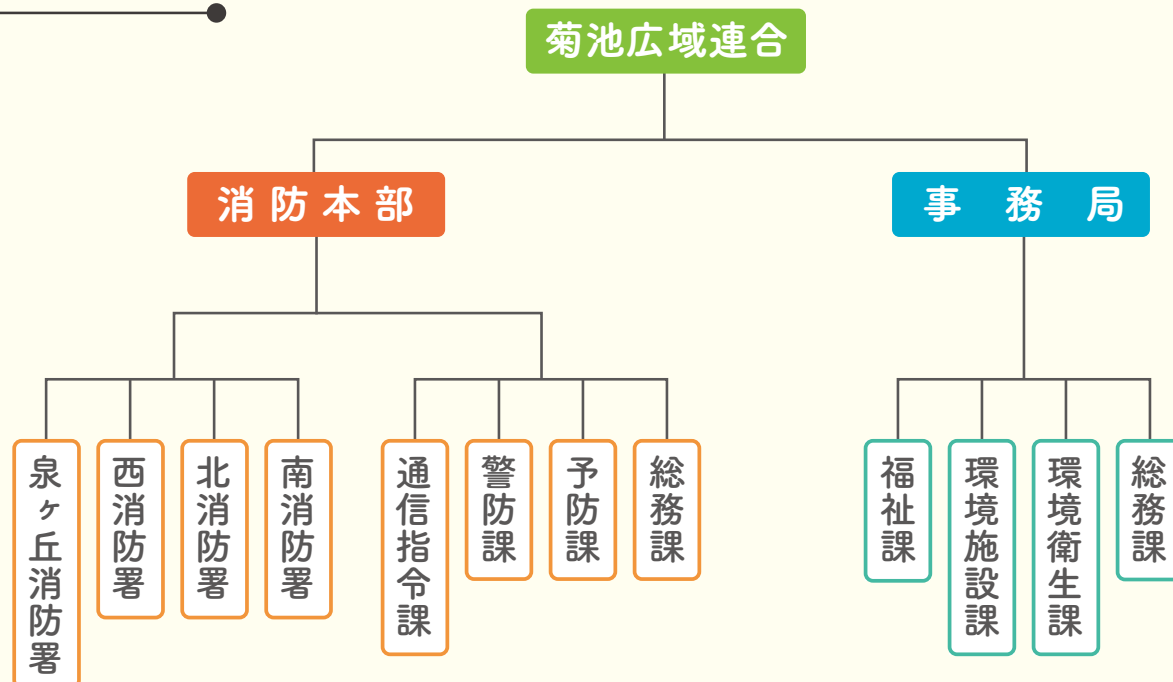 菊池広域連合
消防本部
事務局
泉ヶ丘消防署
西消防署
北消防署
南消防署
通信指令課
警防課
予防課
総務課
福祉課
環境施設課
環境衛生課
総務課